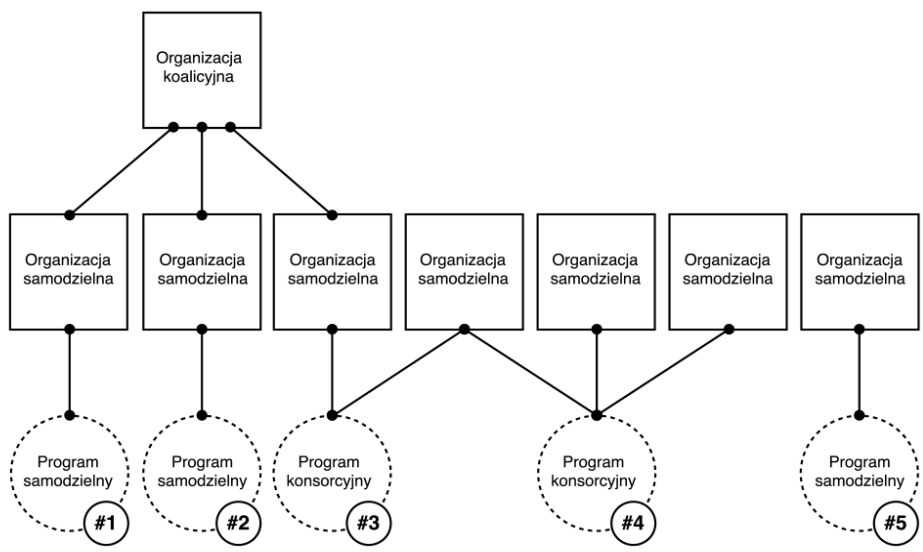 Organizacja
koalicyjna
Organizacja
samodzielna
Organizacja
samodzielna
Organizacja
samodzielna
Organizacja
samodzielna
Organizacja
samodzielna
Organizacja
samodzielna
Organizacja
samodzielna
Program
samodzielny
#1
Program
samodzielny
#2
Program
konsorcyjny
#3
Program
konsorcyjny
#4
Program
samodzielny
#5